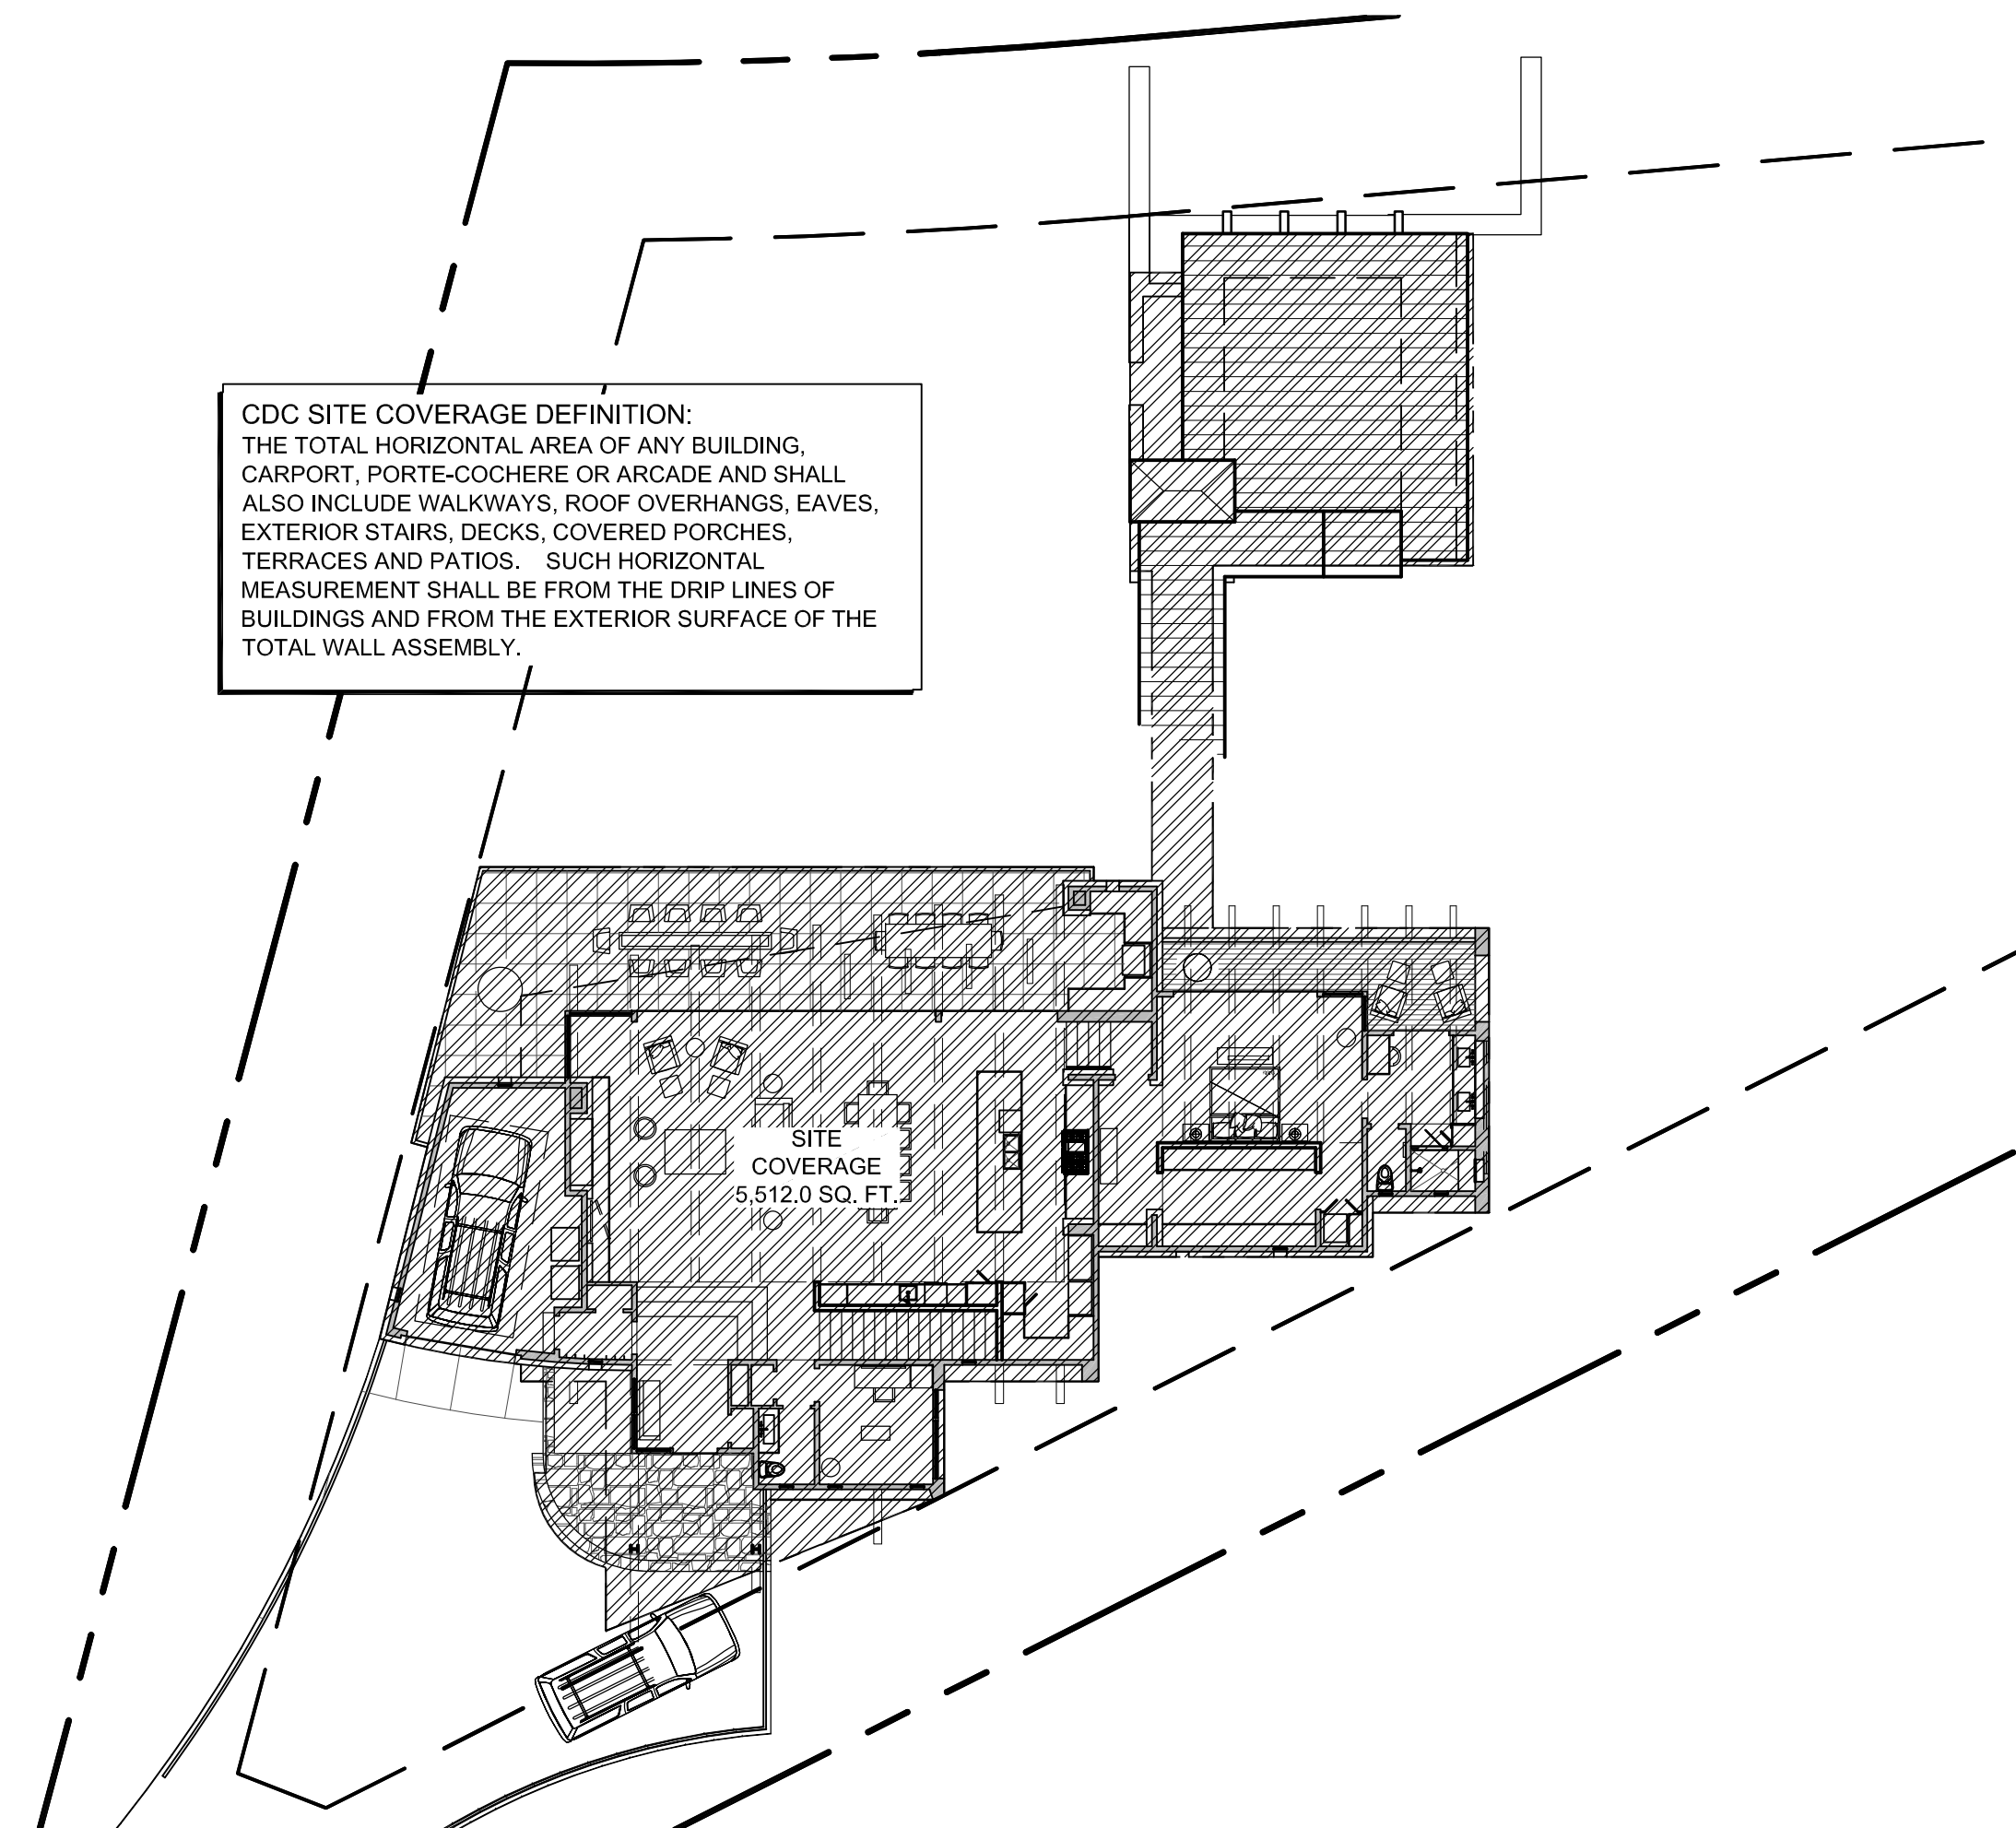 CDC SITE COVERAGE DEFINITION:
THE TOTAL HORIZONTAL AREA OF ANY BUILDING,
CARPORT, PORTE-COCHERE OR ARCADE AND SHALL
ALSO INCLUDE WALKWAYS, ROOF OVERHANGS, EAVES,
EXTERIOR STAIRS, DECKS, COVERED PORCHES,
TERRACES AND PATIOS. SUCH HORIZONTAL
MEASUREMENT SHALL BE FROM THE DRIP LINES OF
BUILDINGS AND FROM THE EXTERIOR SURFACE OF THE
TOTAL WALL ASSEMBLY.
SITE
COVERAGE
5,512.0 SQ. FT.